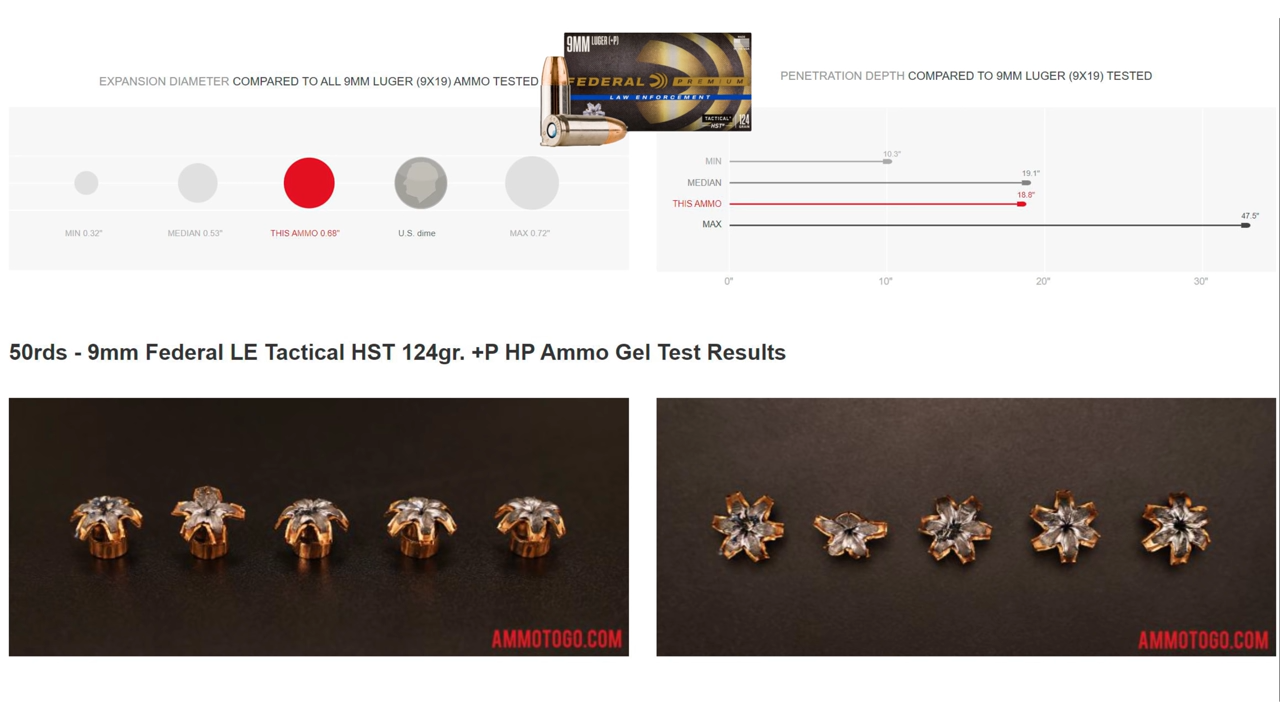 EXPANSION DIAMETER COMPARED TO ALL 9MM LUGER (9X19) AMMO TESTED
9MM LUGER (+P)
FEDERAL PREMIUM
LAW ENFORCEMENT
TACTICAL
HST
124
GRAIN
PENETRATION DEPTH COMPARED TO 9MM LUGER (9X19) TESTED
MIN 0.32"
MEDIAN 0.53"
THIS AMMO 0.68"
U.S. dime
MAX 0.72"
MIN 10.3"
MEDIAN 19.1"
THIS AMMO 18.8"
MAX 47.5"
0" 10" 20" 30"
50rds - 9mm Federal LE Tactical HST 124gr. +P HP Ammo Gel Test Results
AMMOTOGO.COM
AMMOTOGO.COM